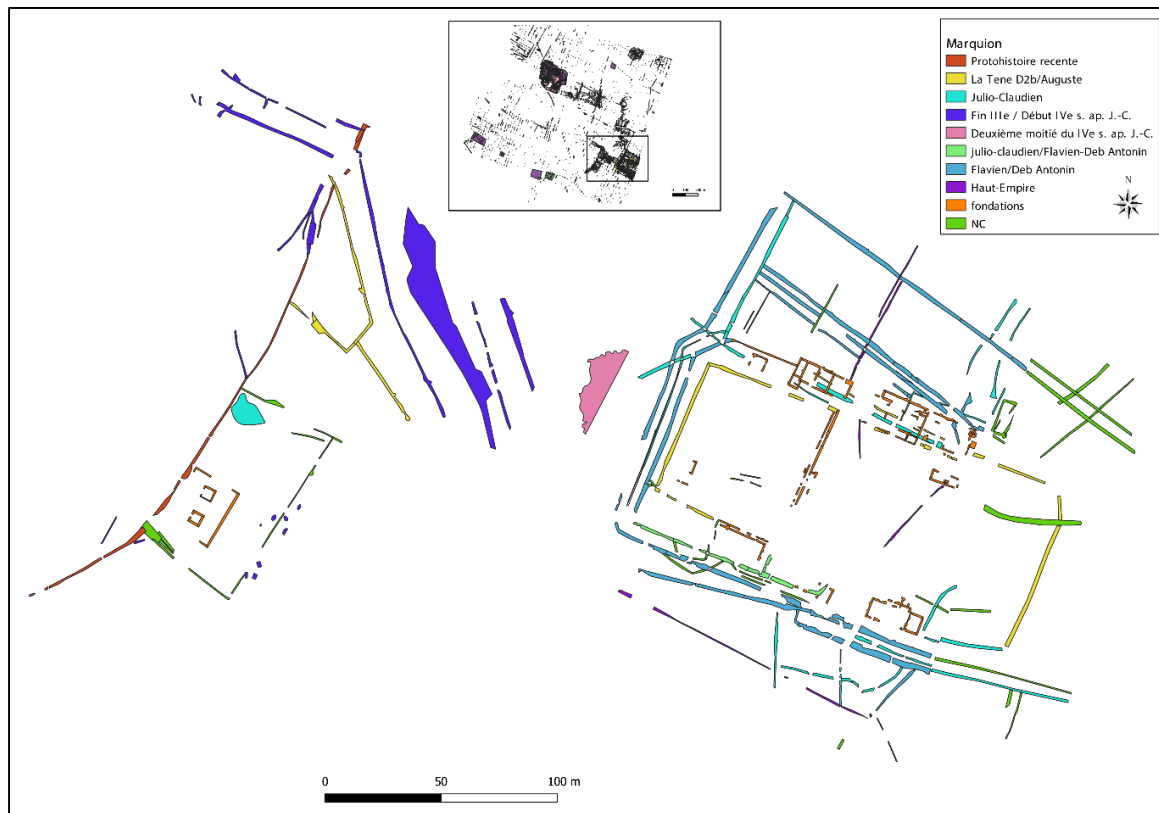 Marquion
Protohistoire recente
La Tene D2b/Auguste
Julio-Claudien
Fin IIIe / Début IVe s. ap. J.-C.
Deuxième moitié du IVe s. ap. J.-C.
julio-claudien/Flavien-Deb Antonin
Flavien/Deb Antonin
Haut-Empire
fondations
NC
N
0 50 100 m